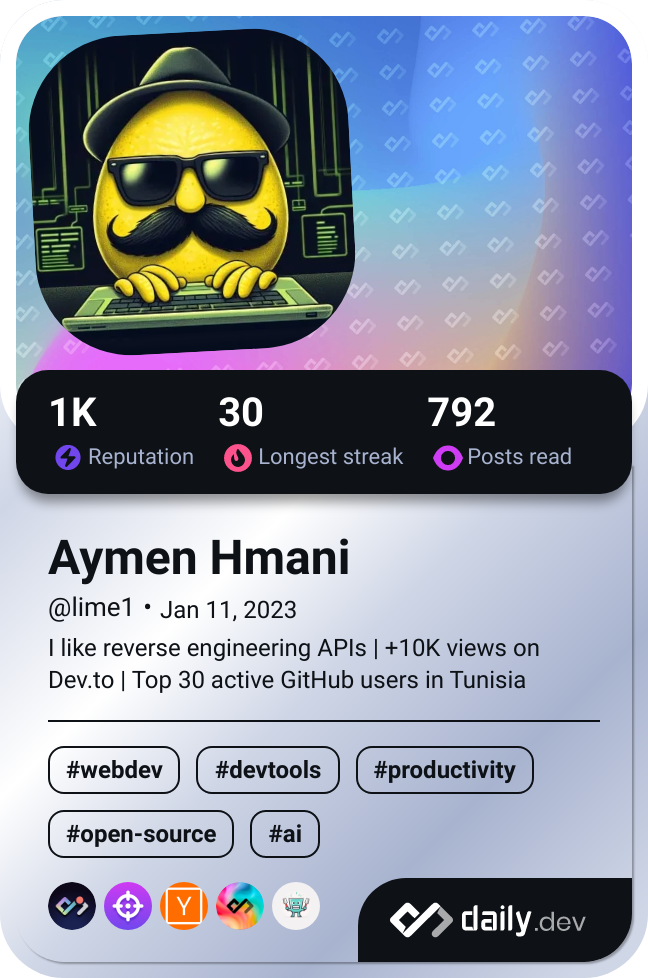 1K 30 792
Reputation Longest streak Posts read
Aymen Hmani
@lime1 • Jan 11, 2023
I like reverse engineering APIs | +10K views on
Dev.to | Top 30 active GitHub users in Tunisia
#webdev #devtools #productivity
#open-source #ai
Y
daily.dev